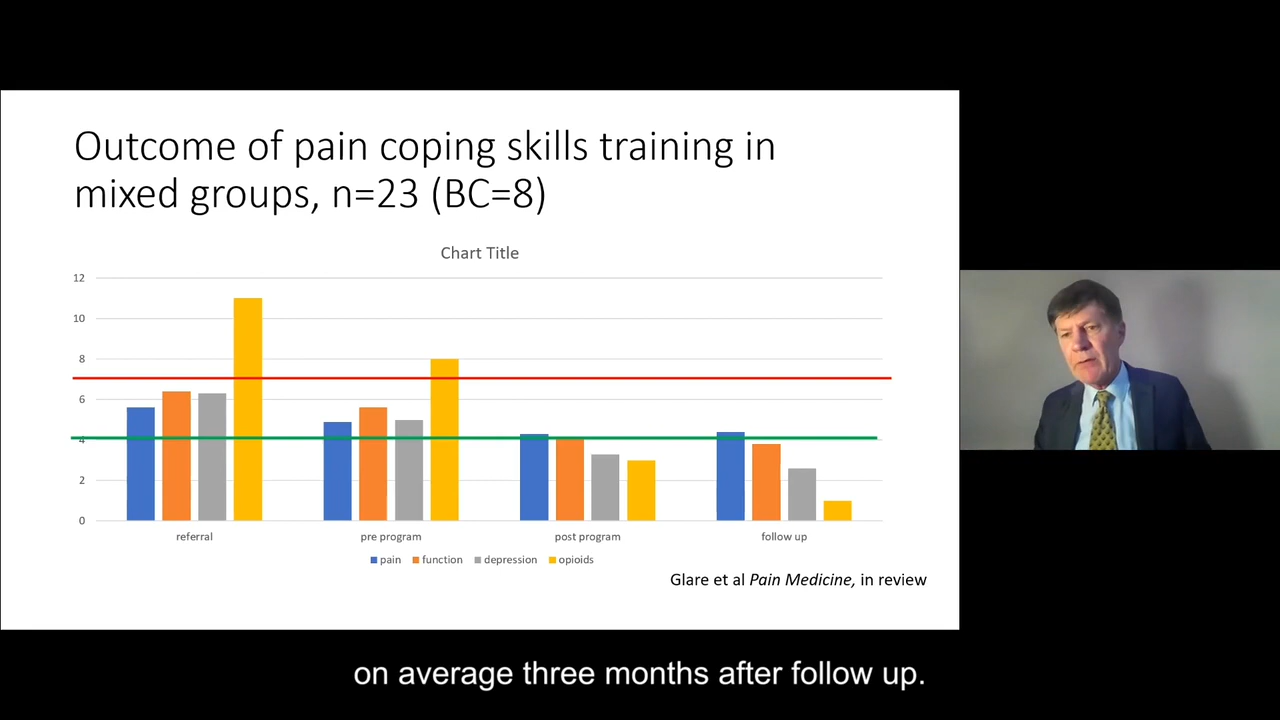 Outcome of pain coping skills training in
mixed groups, n=23 (BC=8)
Chart Title
12
10
8
6
4
2
0
referral
pre program
post program
follow up
pain
function
depression
opioids
Glare et al Pain Medicine, in review
on average three months after follow up.